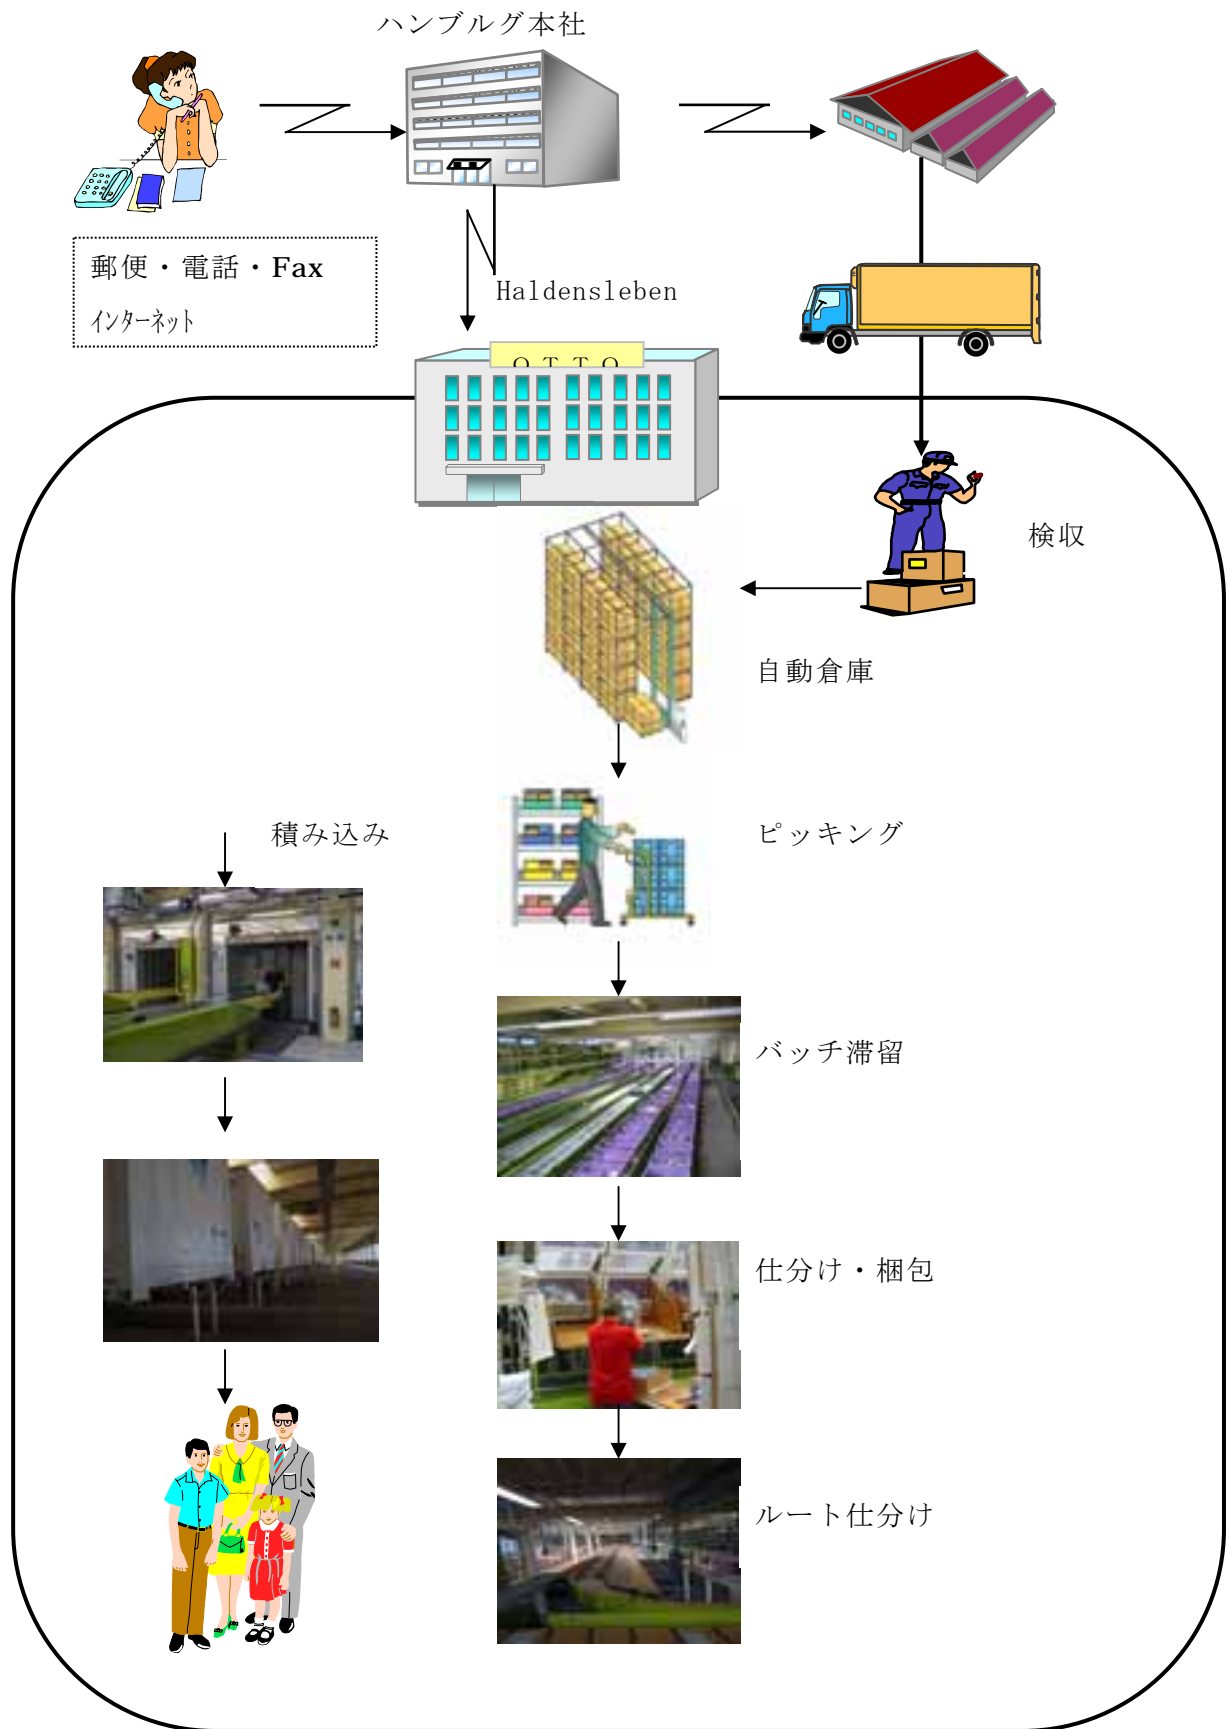 ハンブルグ本社
郵便・電話・Fax
インターネット
Haldensleben
ＯＴＴＯ
検収
自動倉庫
積み込み
ピッキング
バッチ滞留
仕分け・梱包
ルート仕分け